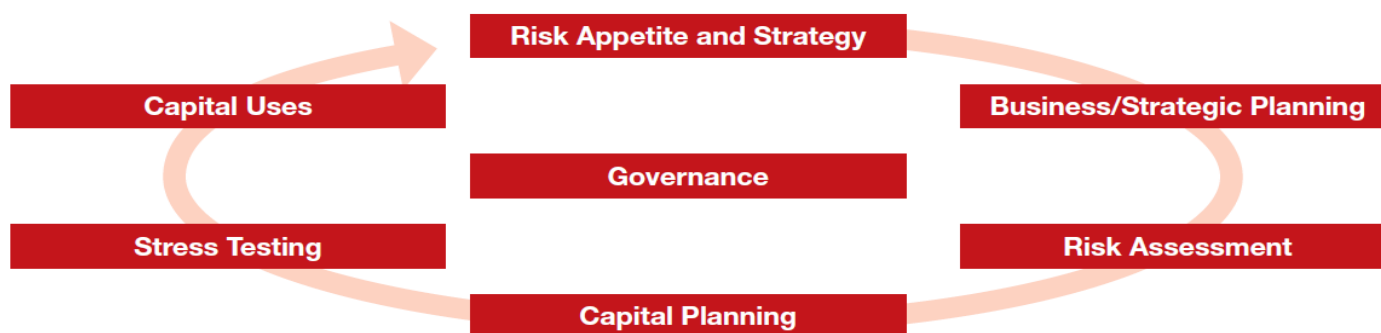 Risk Appetite and Strategy
Capital Uses
Business/Strategic Planning
Governance
Stress Testing
Risk Assessment
Capital Planning